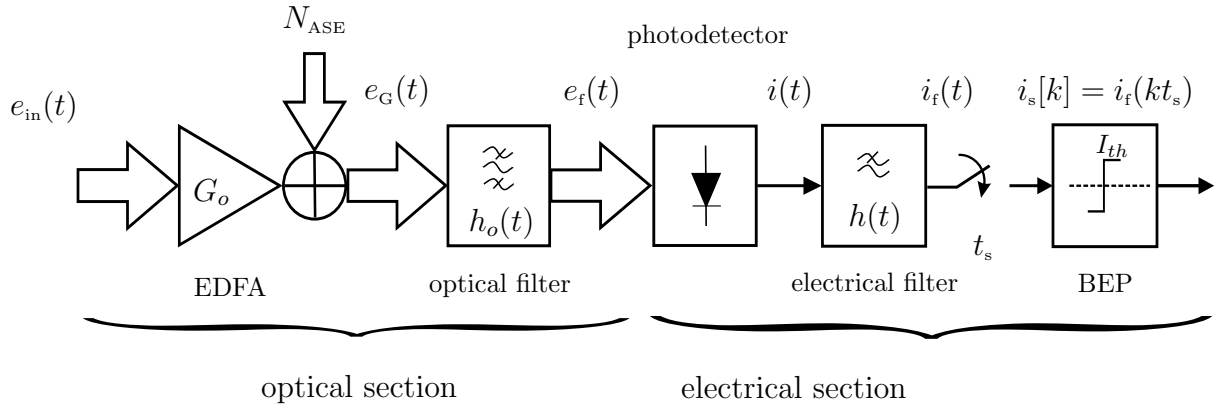 N_ASE
photodetector
e_in(t) e_G(t) e_f(t) i(t) i_f(t) i_s[k] = i_f(kt_s)
G_o h_o(t) h(t) I_th
t_s
EDFA optical filter electrical filter BEP
optical section electrical section